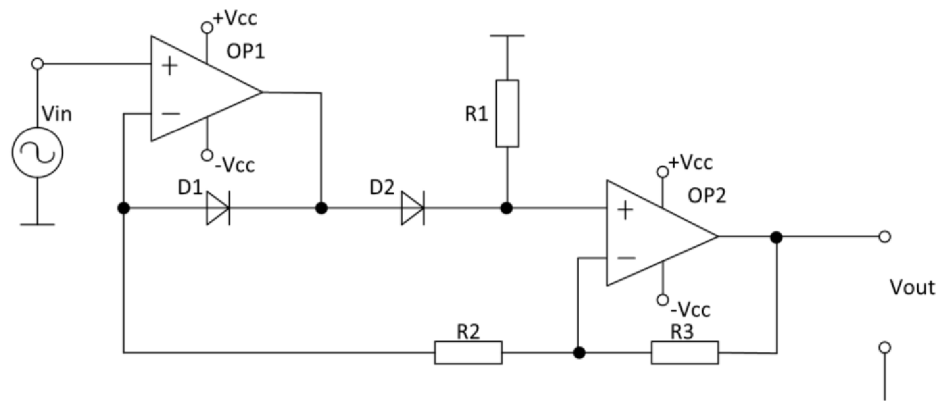 +Vcc
OP1
+
Vin
−
R1
-Vcc
D1
D2
+Vcc
OP2
+
−
Vout
-Vcc
R2
R3